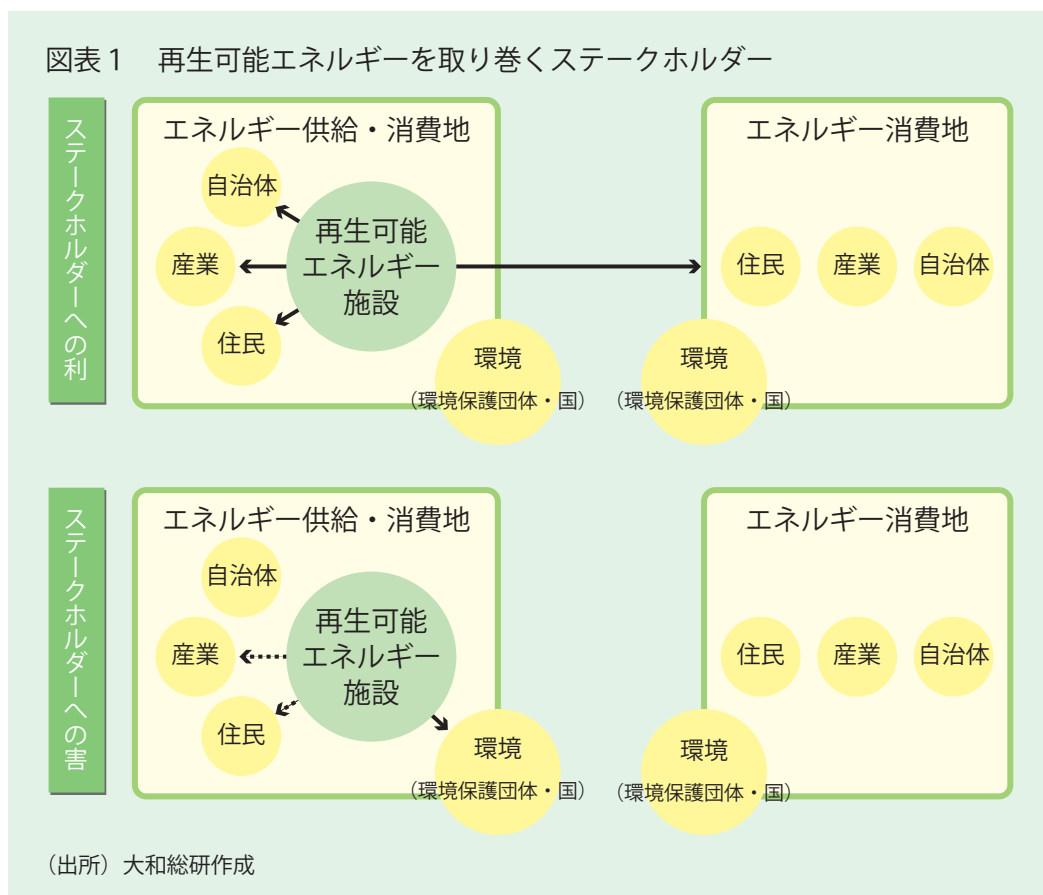 図表1 再生可能エネルギーを取り巻くステークホルダー
ステークホルダーへの利
エネルギー供給・消費地
自治体
産業
住民
再生可能
エネルギー
施設
環境
（環境保護団体・国）
エネルギー消費地
住民
産業
自治体
環境
（環境保護団体・国）
ステークホルダーへの害
エネルギー供給・消費地
自治体
産業
住民
再生可能
エネルギー
施設
環境
（環境保護団体・国）
エネルギー消費地
住民
産業
自治体
環境
（環境保護団体・国）
（出所）大和総研作成